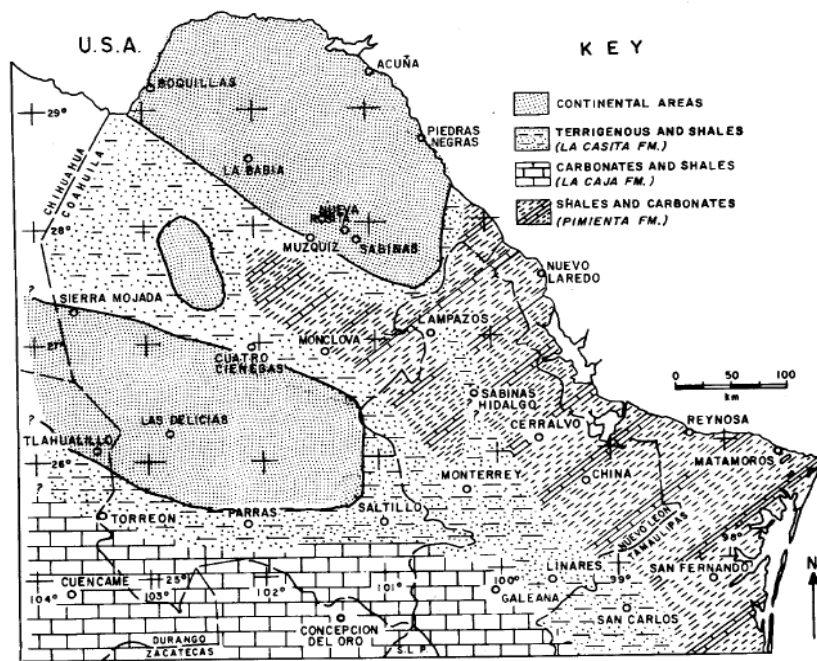 U.S.A.
KEY
ACUÑA
BOQUILLAS
CONTINENTAL AREAS
29°
PIEDRAS
NEGRAS
TERRIGENOUS AND SHALES
(LA CASITA FM.)
LA BABIA
CARBONATES AND SHALES
(LA CAJA FM.)
CHIHUAHUA
COAHUILA
NUEVA
ROSITA
SHALES AND CARBONATES
(PIMIENTA FM.)
28°
MUZQUIZ
SABINAS
NUEVO
LAREDO
?
SIERRA MOJADA
LAMPAZOS
27°
MONCLOVA
CUATRO
CIENEGAS
0 50 100
km
SABINAS
HIDALGO
?
LAS DELICIAS
CERRALVO
REYNOSA
TLAHUALILLO
26°
MATAMOROS
?
MONTERREY
CHINA
TORREON
PARRAS
SALTILLO
NUEVO LEON
TAMAULIPAS
98°
N
LINARES
CUENCAME
25°
104°
103°
102°
101°
100°
99°
SAN FERNANDO
GALEANA
SAN CARLOS
CONCEPCION
DEL ORO
DURANGO
ZACATECAS
S.L.P.